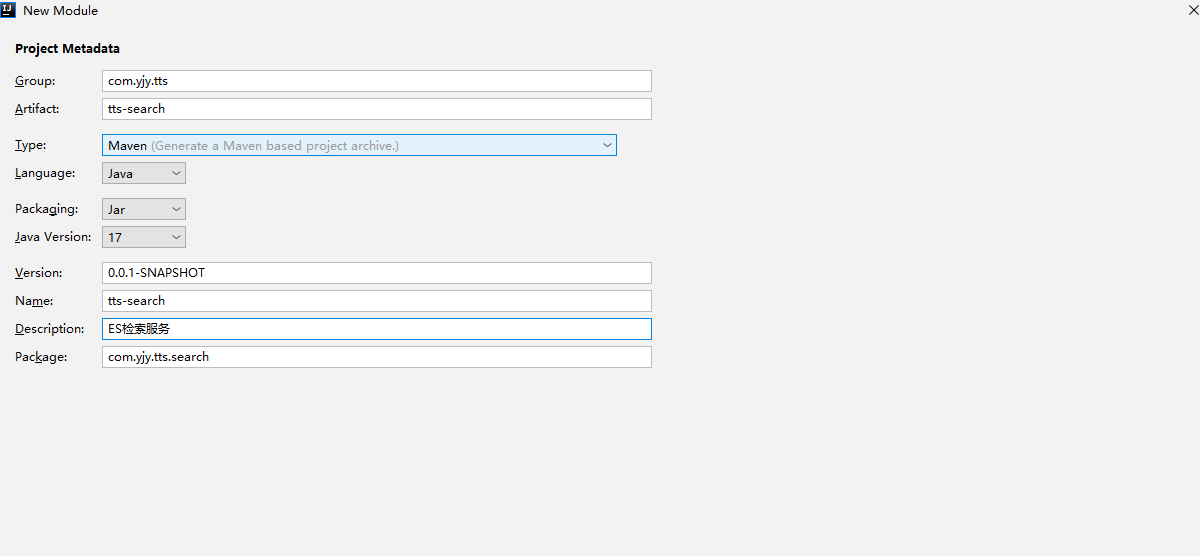 New Module
Project Metadata
Group: com.yjy.tts
Artifact: tts-search
Type: Maven (Generate a Maven based project archive.)
Language: Java
Packaging: Jar
Java Version: 17
Version: 0.0.1-SNAPSHOT
Name: tts-search
Description: ES检索服务
Package: com.yjy.tts.search